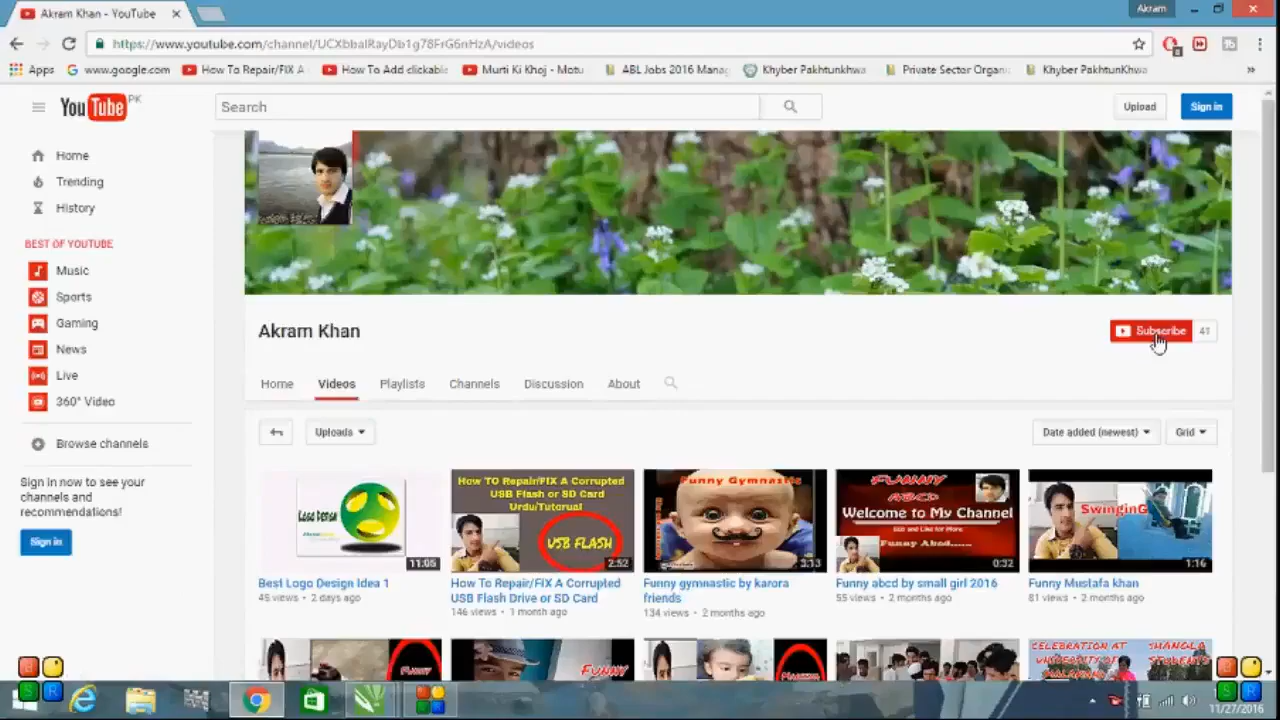 Akram Khan - YouTube
Akram
https://www.youtube.com/channel/UCXbbalRayDb1g78FrG6nHzA/videos
Apps www.google.com How To Repair/FIX A How To Add clickable Murti Ki Khoj - Motu ABL Jobs 2016 Manag Khyber Pakhtunkhwa Private Sector Organi Khyber PakhtunKhwa »
YouTube PK
Search
Upload
Sign in
Home
Trending
History
BEST OF YOUTUBE
Music
Sports
Gaming
News
Live
360° Video
Browse channels
Sign in now to see your
channels and
recommendations!
Sign in
Akram Khan
Subscribe 41
Home Videos Playlists Channels Discussion About
Uploads
Date added (newest)
Grid
Logo Design
11:05
Best Logo Design Idea 1
45 views • 2 days ago
How TO Repair/FIX A Corrupted
USB Flash or SD Card
Urdu/Tutorual
USB FLASH
2:52
How To Repair/FIX A Corrupted
USB Flash Drive or SD Card
146 views • 1 month ago
Funny Gymnastic
3:13
Funny gymnastic by karora
friends
134 views • 2 months ago
FUNNY
ABCD
Welcome to My Channel
Sub and Like for More
Funny Abcd......
0:32
Funny abcd by small girl 2016
55 views • 2 months ago
SwinginG
1:16
Funny Mustafa khan
81 views • 2 months ago
Funny
Funny
CELEBRATION AT SHANGLA
UNIVERSITY OF STUDENTS
B
S R
S R
11/27/2016